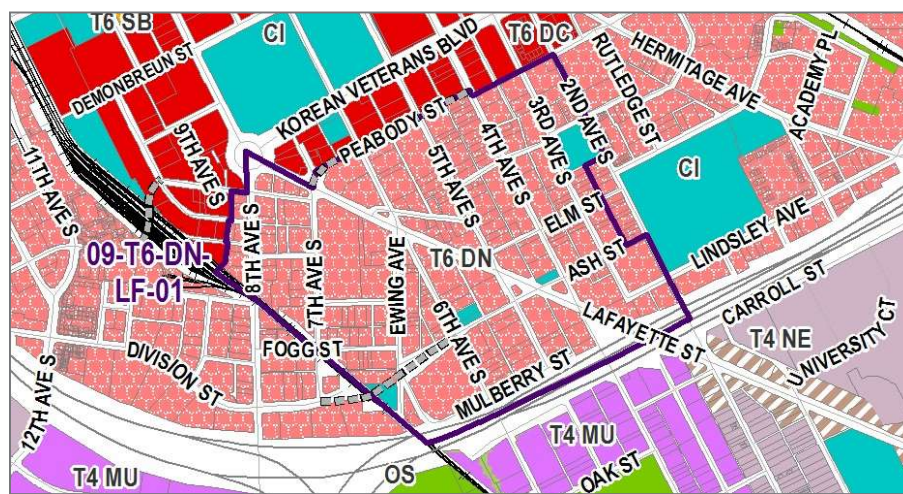 T6 SB
CI
T6 DC
DEMONBREUN ST
KOREAN VETERANS BLVD
RUTLEDGE ST
HERMITAGE AVE
ACADEMY PL
9TH AVE S
PEABODY ST
2ND AVE S
3RD AVE S
4TH AVE S
5TH AVE S
11TH AVE S
CI
ELM ST
LINDSLEY AVE
8TH AVE S
7TH AVE S
EWING AVE
T6 DN
ASH ST
09-T6-DN-
LF-01
6TH AVE S
LAFAYETTE ST
CARROLL ST
T4 NE
UNIVERSITY CT
FOGG ST
DIVISION ST
MULBERRY ST
12TH AVE S
T4 MU
T4 MU
OS
OAK ST